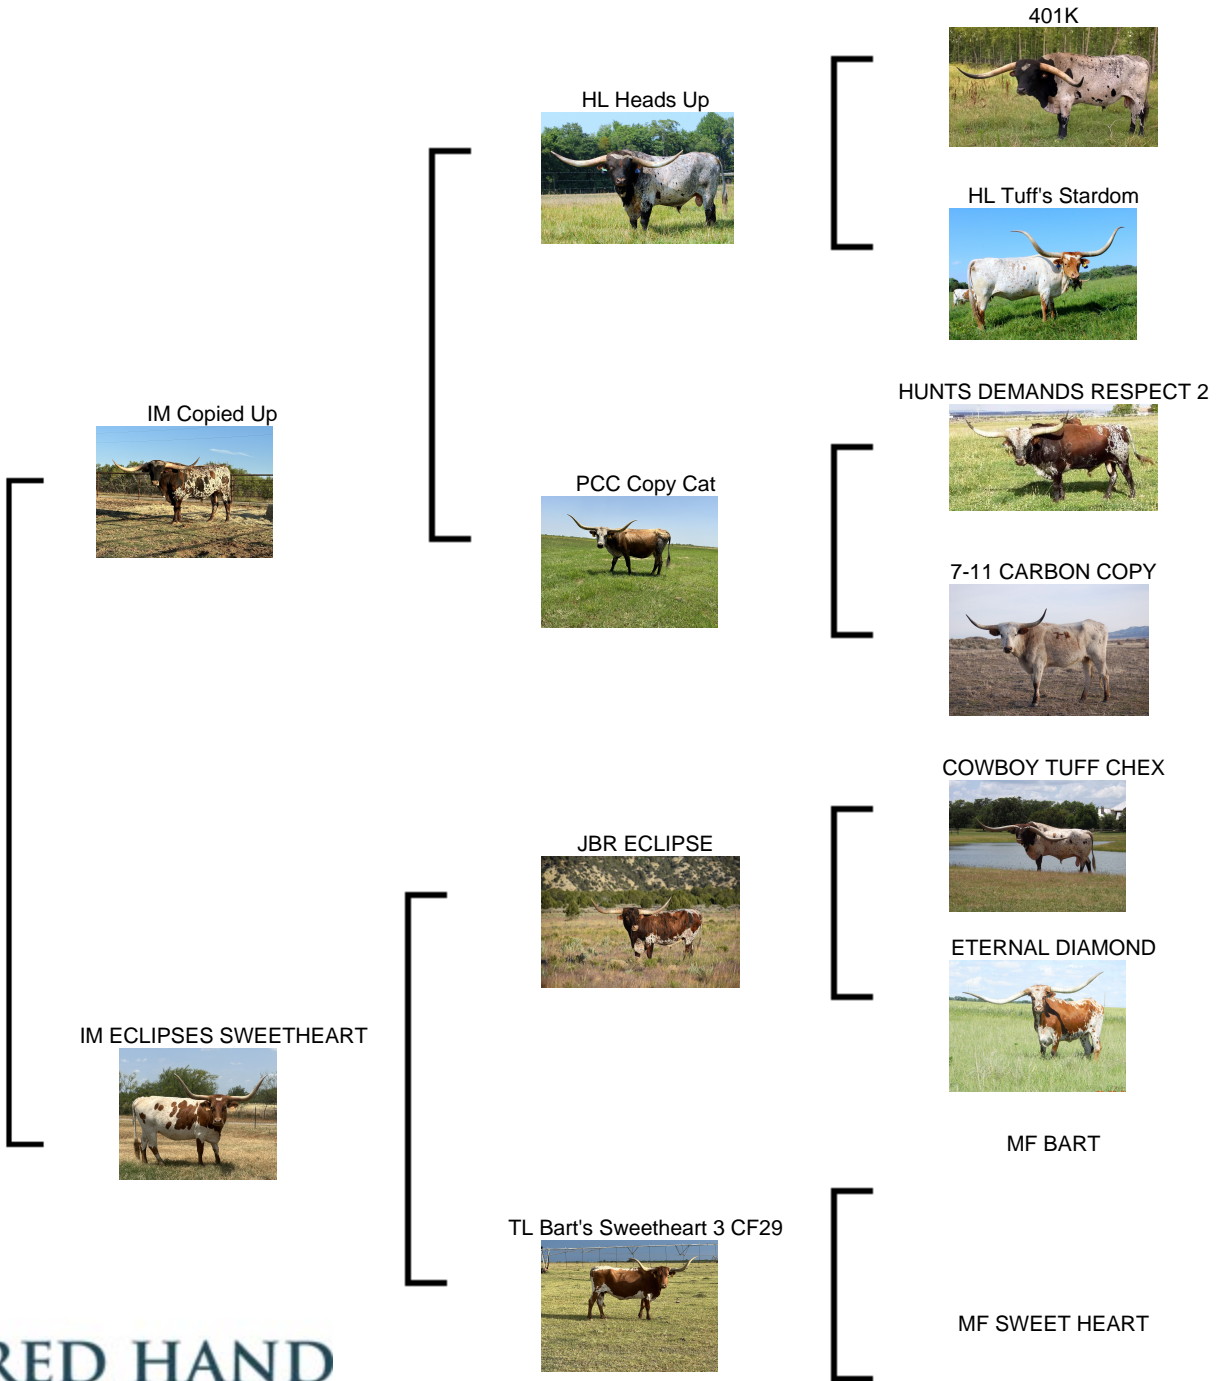 401K
HL Heads Up
HL Tuff's Stardom
HUNTS DEMANDS RESPECT 2
IM Copied Up
PCC Copy Cat
7-11 CARBON COPY
COWBOY TUFF CHEX
JBR ECLIPSE
ETERNAL DIAMOND
IM ECLIPSES SWEETHEART
MF BART
TL Bart's Sweetheart 3 CF29
MF SWEET HEART
RED HAND